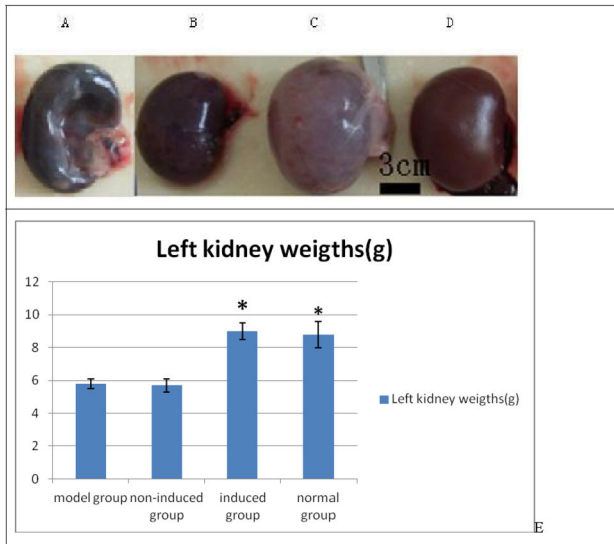 A B C D
3cm
Left kidney weigths(g)
12
10
8
6
4
2
0
*
*
model group non-induced group induced group normal group
Left kidney weigths(g)
E